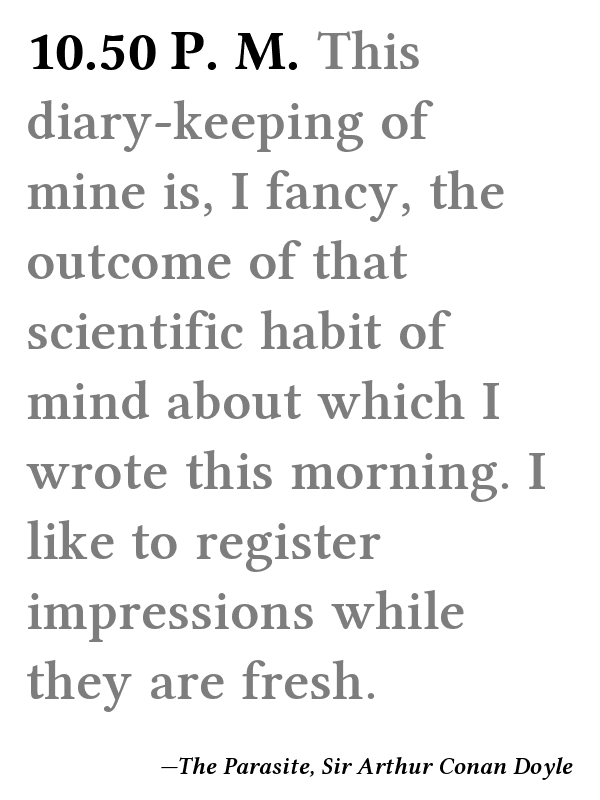 10.50 P. M. This
diary-keeping of
mine is, I fancy, the
outcome of that
scientific habit of
mind about which I
wrote this morning. I
like to register
impressions while
they are fresh.
—The Parasite, Sir Arthur Conan Doyle